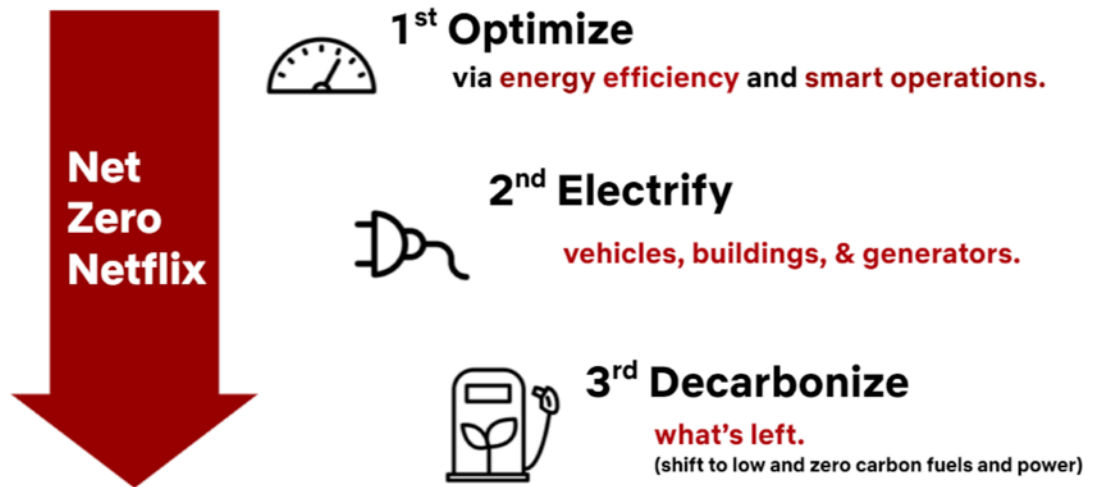 Net
Zero
Netflix
1st Optimize
via energy efficiency and smart operations.
2nd Electrify
vehicles, buildings, & generators.
3rd Decarbonize
what’s left.
(shift to low and zero carbon fuels and power)